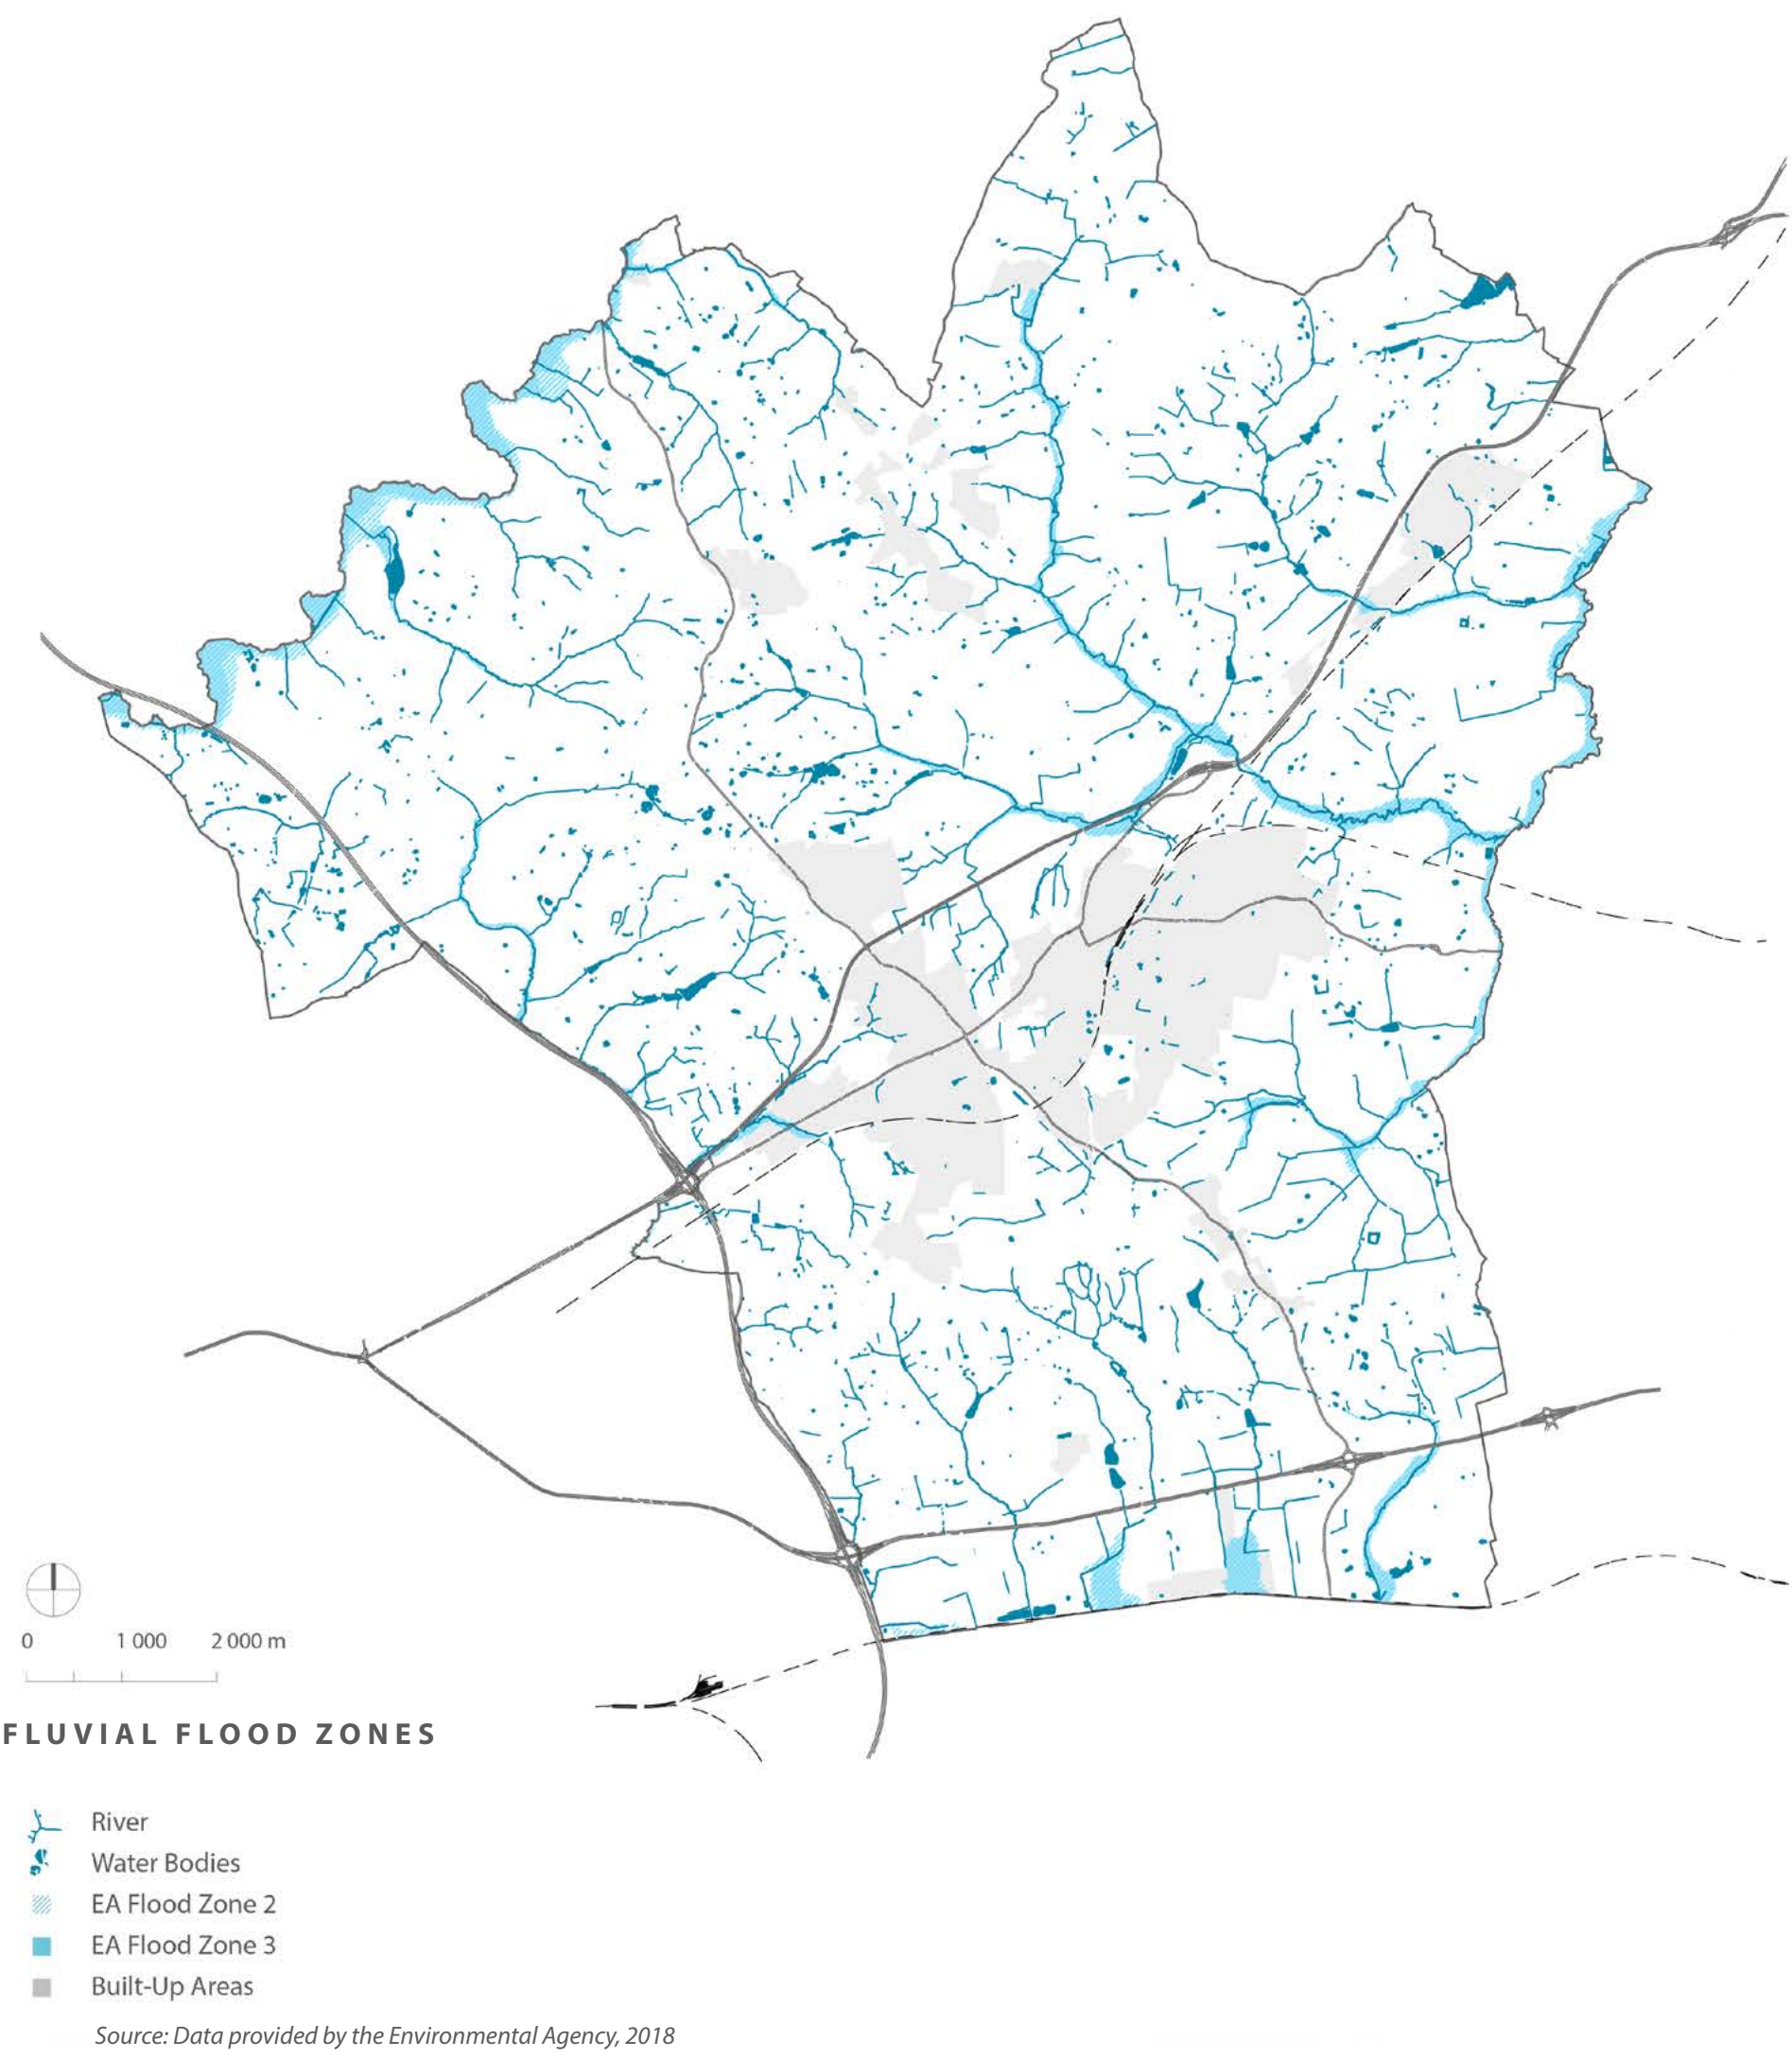 0 1 000 2 000 m
FLUVIAL FLOOD ZONES
River
Water Bodies
EA Flood Zone 2
EA Flood Zone 3
Built-Up Areas
Source: Data provided by the Environmental Agency, 2018